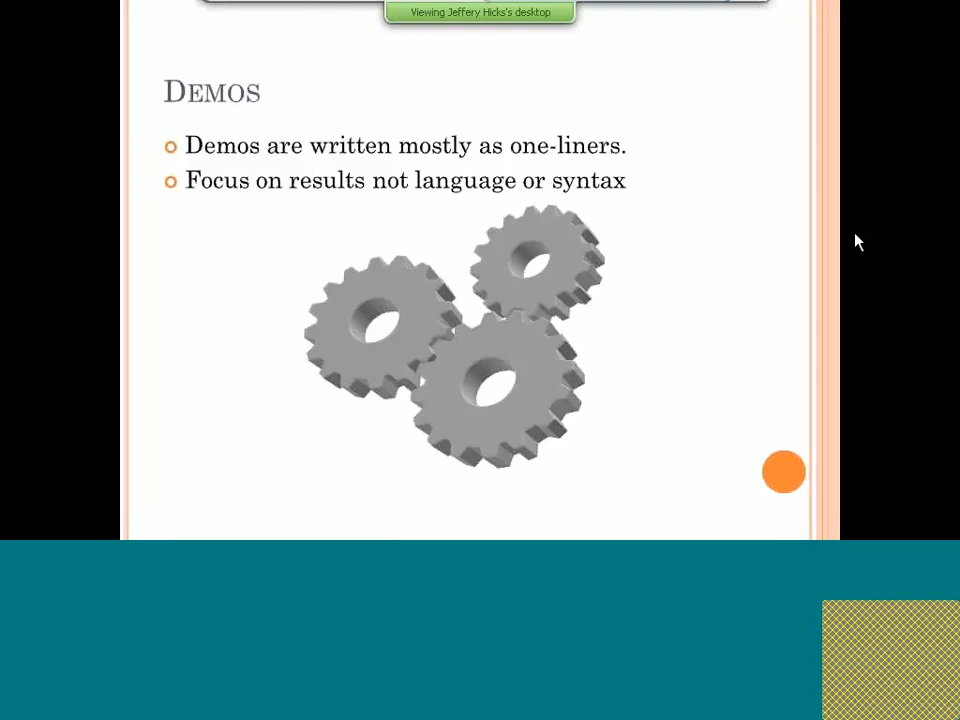 Viewing Jeffery Hicks's desktop
Demos
Demos are written mostly as one-liners.
Focus on results not language or syntax